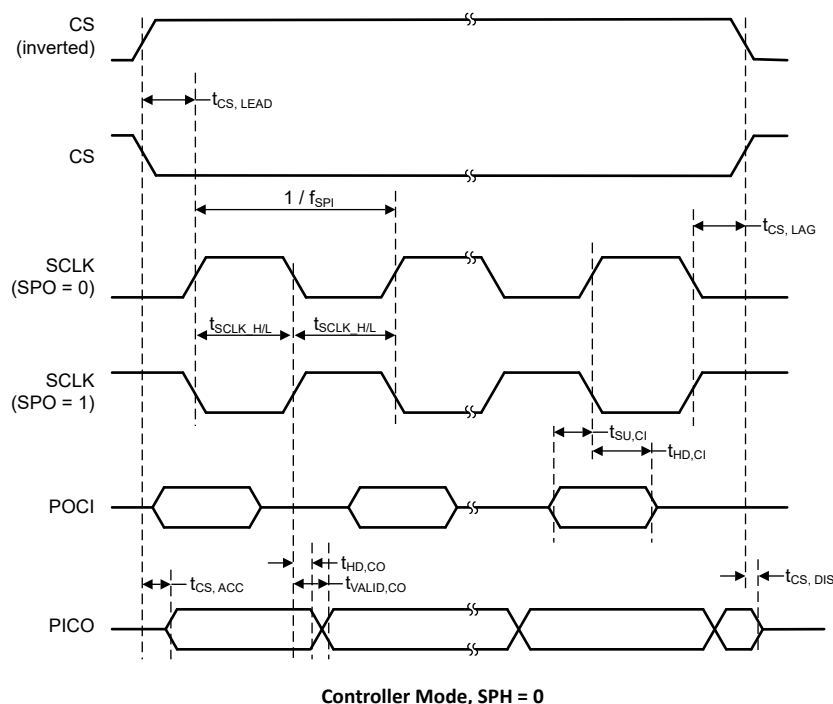 CS
(inverted)
tCS, LEAD
CS
1 / fSPI
tCS, LAG
SCLK
(SPO = 0)
tSCLK_H/L
tSCLK_H/L
SCLK
(SPO = 1)
tSU,CI
tHD,CI
POCI
tHD,CO
tVALID,CO
tCS, ACC
tCS, DIS
PICO
Controller Mode, SPH = 0